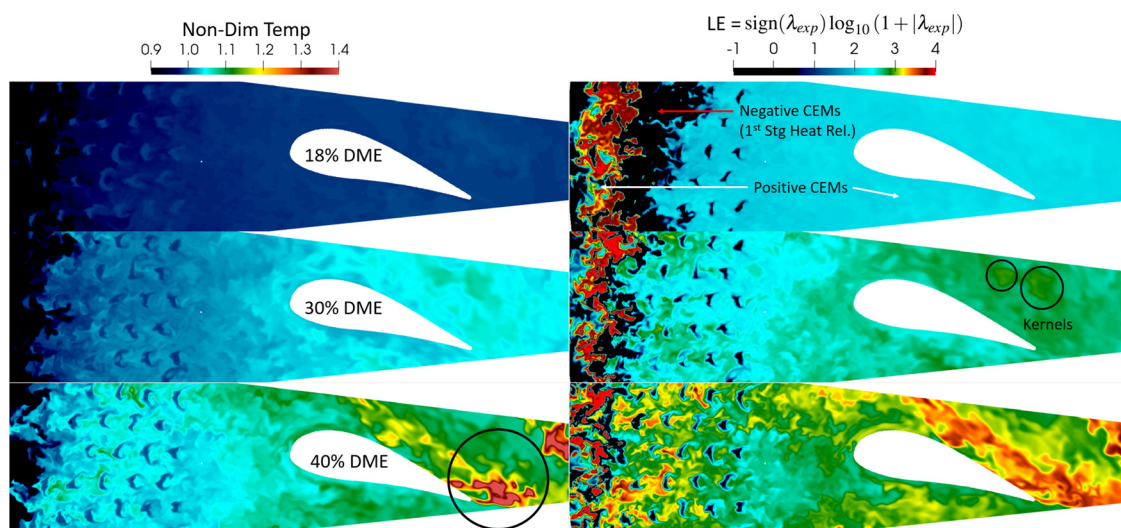 Non-Dim Temp
0.9 1.0 1.1 1.2 1.3 1.4
LE = sign(λexp)log10(1+|λexp|)
-1 0 1 2 3 4
18% DME
Negative CEMs
(1st Stg Heat Rel.)
Positive CEMs
30% DME
Kernels
40% DME